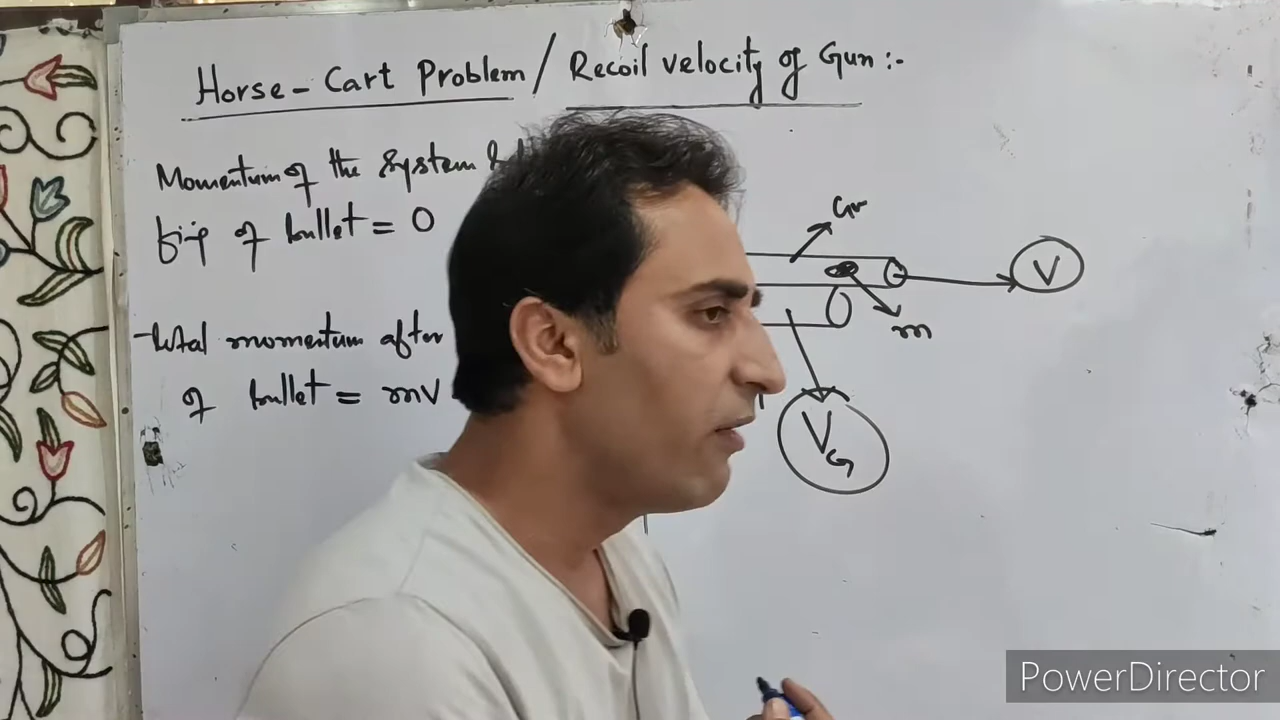 Horse - Cart Problem / Recoil velocity of Gun :-
Momentum of the System
of bullet = 0
Total momentum after
of bullet = mv
Gun
m
V
VG
PowerDirector